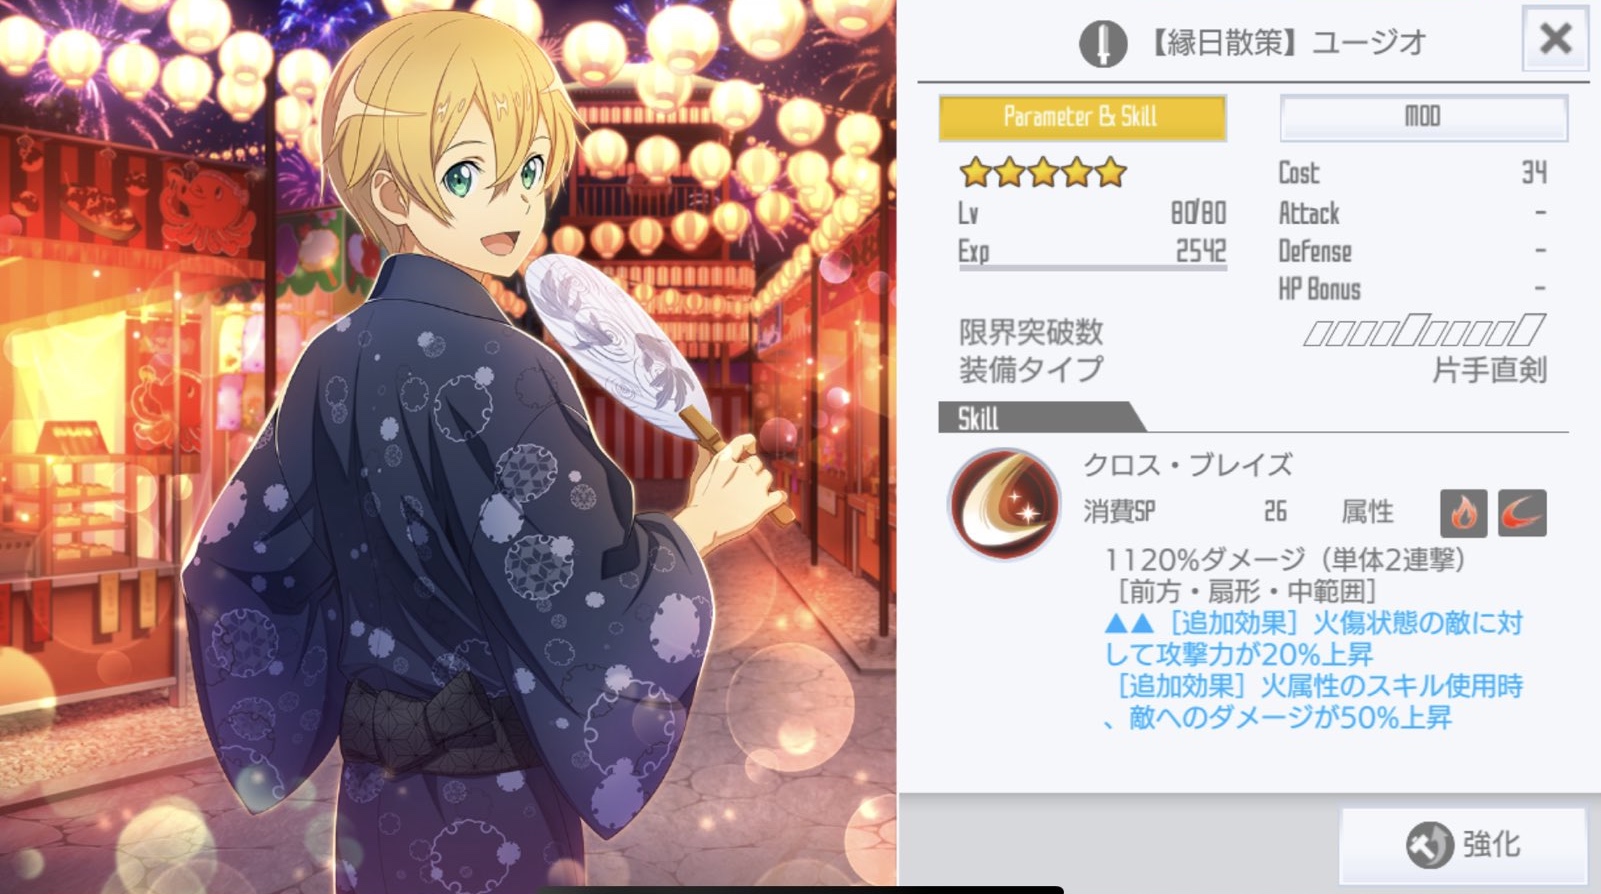 【縁日散策】ユージオ
Parameter & Skill
MOD
Lv 80/80
Exp 2542
Cost 34
Attack -
Defense -
HP Bonus -
限界突破数
装備タイプ 片手直剣
Skill
クロス・ブレイズ
消費SP 26 属性
1120%ダメージ（単体2連撃）
［前方・扇形・中範囲］
▲▲［追加効果］火傷状態の敵に対
して攻撃力が20%上昇
［追加効果］火属性のスキル使用時
、敵へのダメージが50%上昇
強化